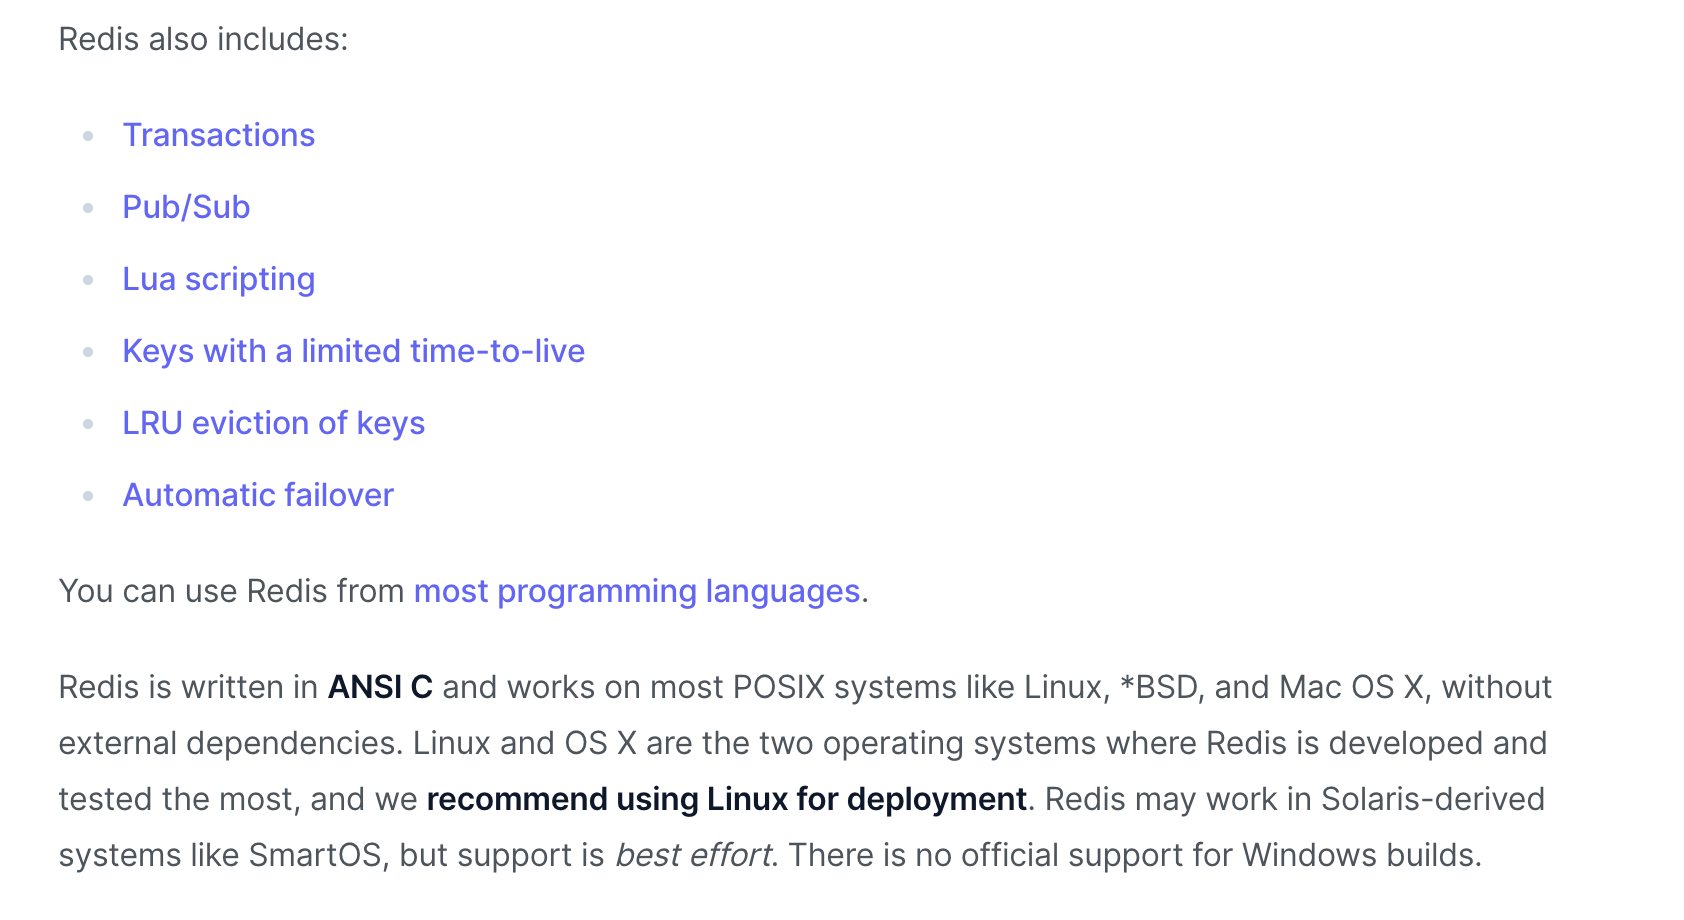 Redis also includes:
Transactions
Pub/Sub
Lua scripting
Keys with a limited time-to-live
LRU eviction of keys
Automatic failover
You can use Redis from most programming languages.
Redis is written in ANSI C and works on most POSIX systems like Linux, *BSD, and Mac OS X, without
external dependencies. Linux and OS X are the two operating systems where Redis is developed and
tested the most, and we recommend using Linux for deployment. Redis may work in Solaris-derived
systems like SmartOS, but support is best effort. There is no official support for Windows builds.